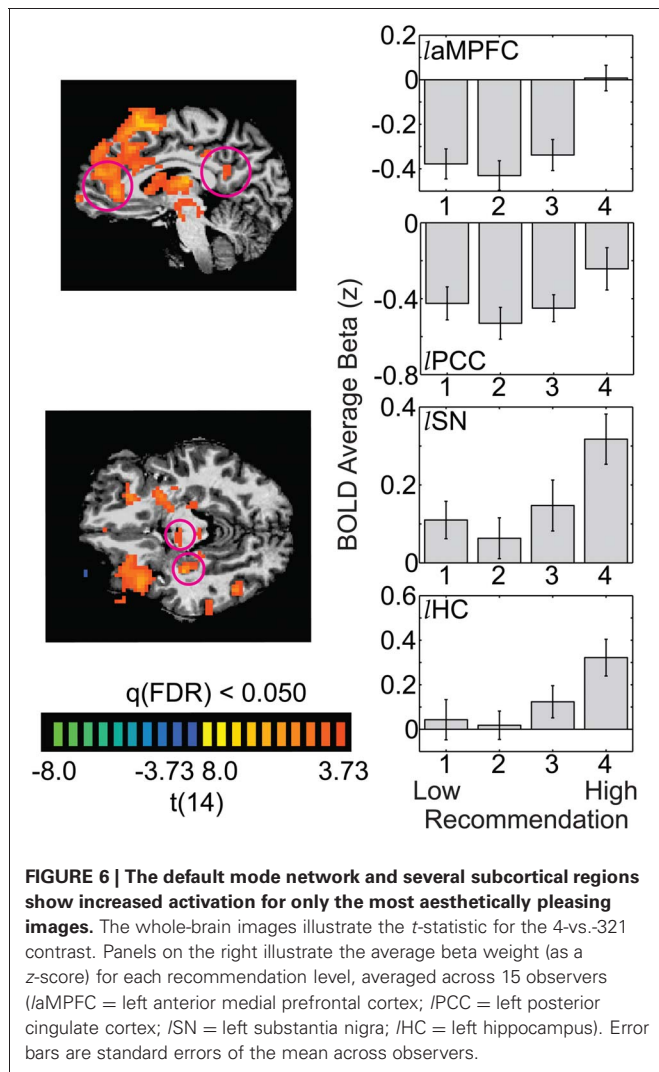 0.2
laMPFC
0
-0.2
-0.4
1 2 3 4
0
-0.4
lPCC
-0.8
1 2 3 4
0.4
lSN
0.2
0
1 2 3 4
0.6
lHC
0.4
0.2
0
1 2 3 4
Low High
Recommendation
BOLD Average Beta (z)
q(FDR) < 0.050
-8.0 -3.73 8.0 3.73
t(14)
FIGURE 6 | The default mode network and several subcortical regions
show increased activation for only the most aesthetically pleasing
images. The whole-brain images illustrate the t-statistic for the 4-vs.-321
contrast. Panels on the right illustrate the average beta weight (as a
z-score) for each recommendation level, averaged across 15 observers
(laMPFC = left anterior medial prefrontal cortex; lPCC = left posterior
cingulate cortex; lSN = left substantia nigra; lHC = left hippocampus). Error
bars are standard errors of the mean across observers.